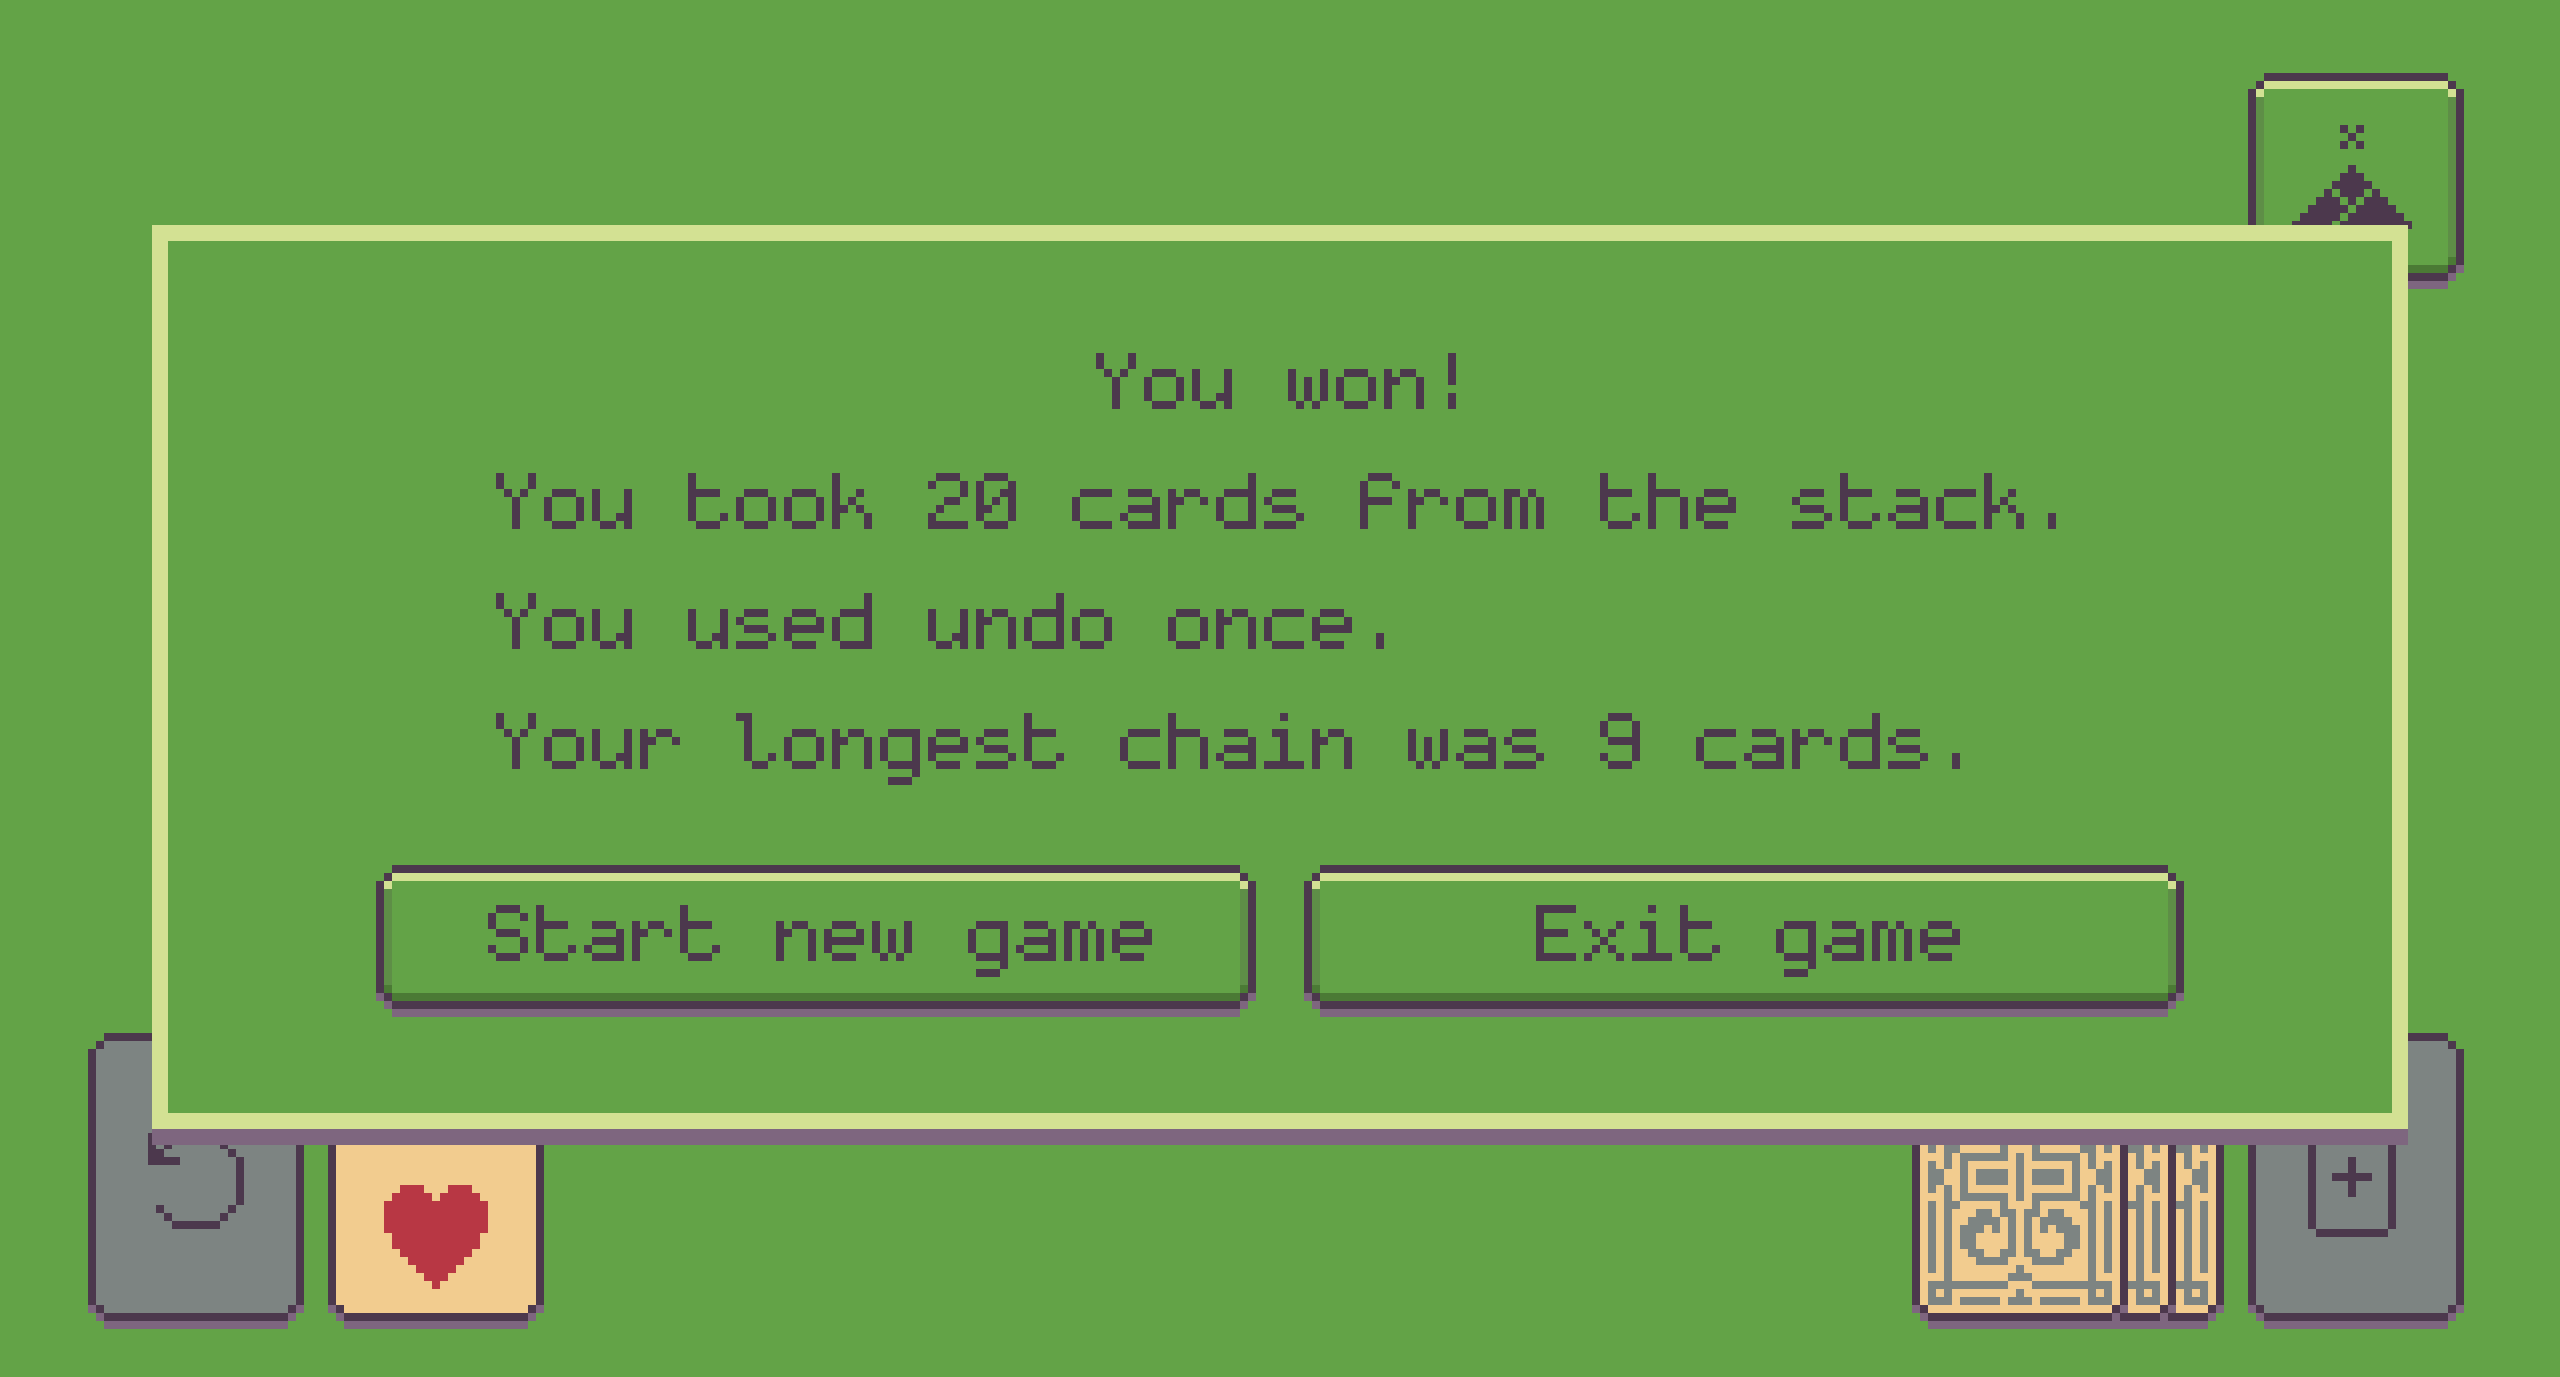 You won!
You took 20 cards from the stack.
You used undo once.
Your longest chain was 9 cards.
Start new game
Exit game